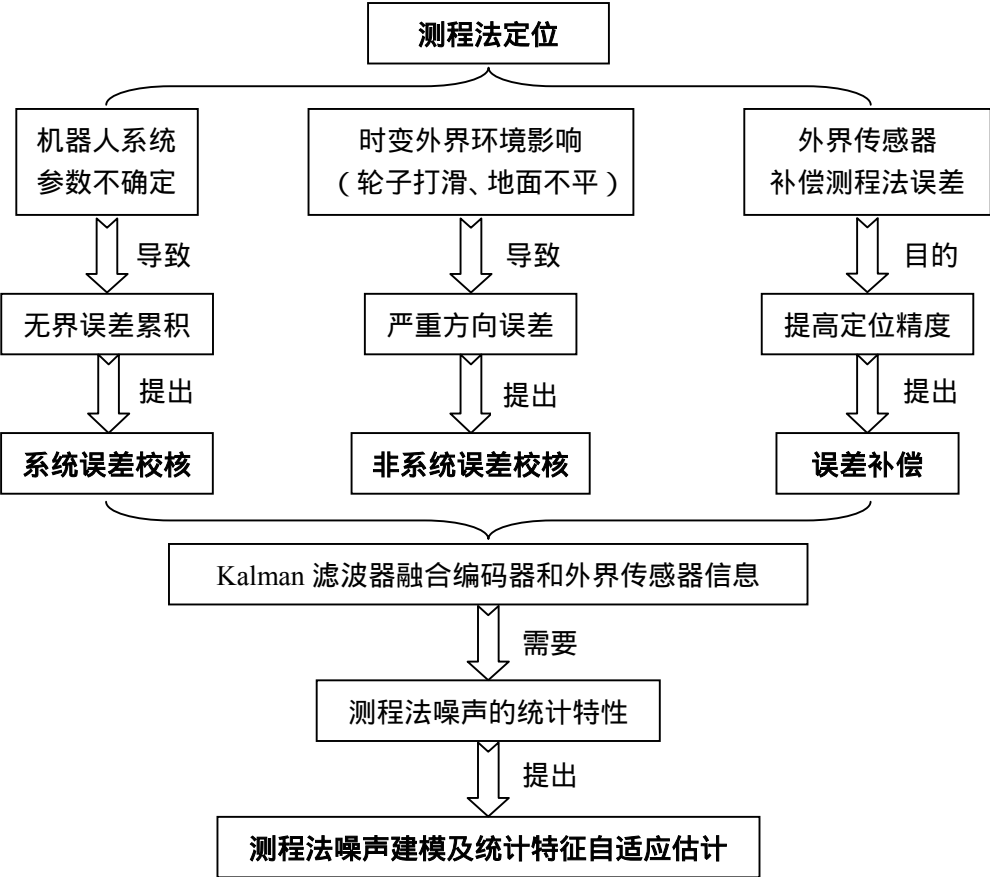 测程法定位
机器人系统
参数不确定
时变外界环境影响
（轮子打滑、地面不平）
外界传感器
补偿测程法误差
导致
导致
目的
无界误差累积
严重方向误差
提高定位精度
提出
提出
提出
系统误差校核
非系统误差校核
误差补偿
Kalman 滤波器融合编码器和外界传感器信息
需要
测程法噪声的统计特性
提出
测程法噪声建模及统计特征自适应估计